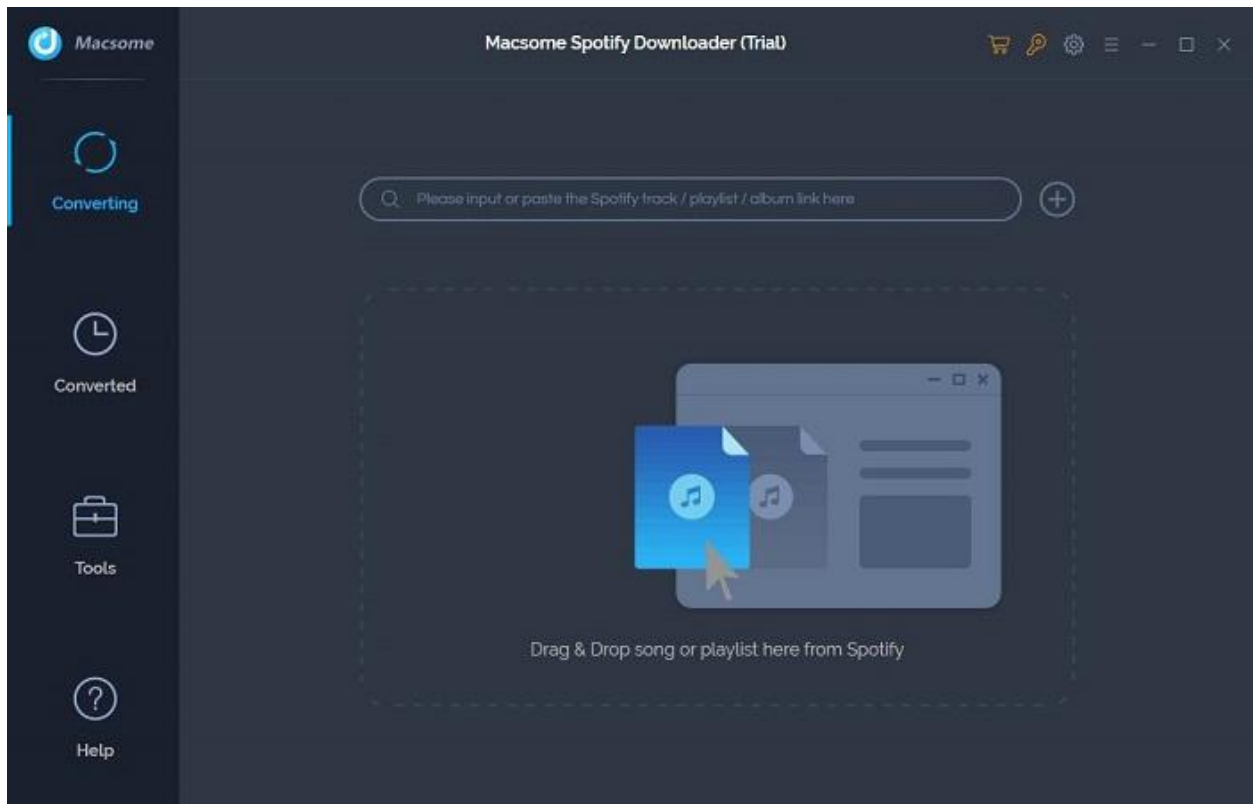 Macsome
Macsome Spotify Downloader (Trial)
Converting
Please input or paste the Spotify track / playlist / album link here
Converted
Tools
Drag & Drop song or playlist here from Spotify
Help